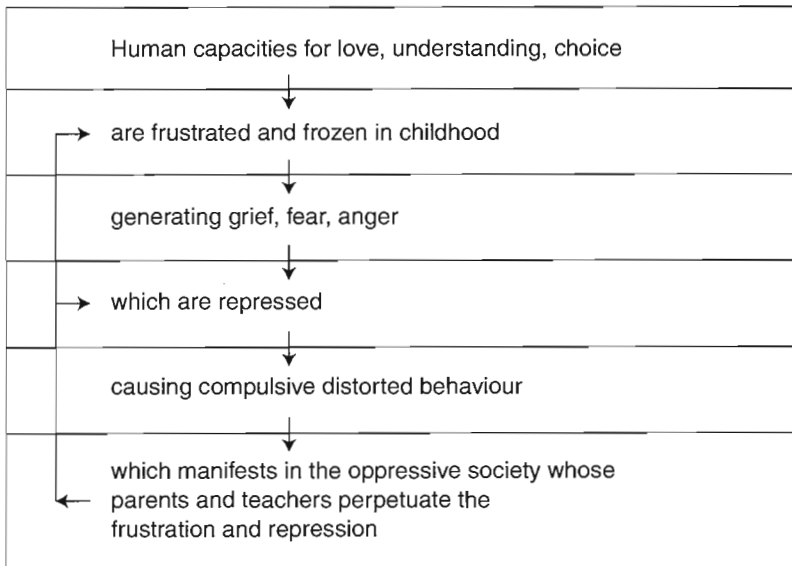 Human capacities for love, understanding, choice
are frustrated and frozen in childhood
generating grief, fear, anger
which are repressed
causing compulsive distorted behaviour
which manifests in the oppressive society whose
parents and teachers perpetuate the
frustration and repression